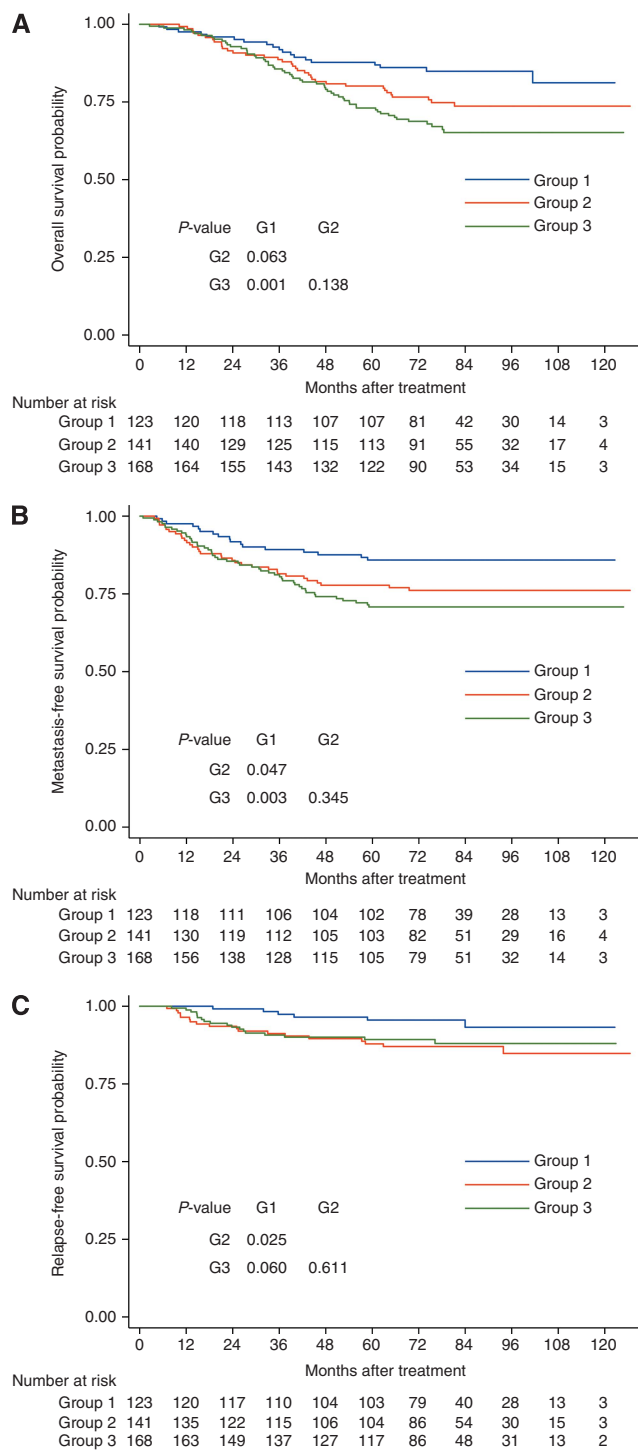 A
1.00
0.75
0.50
0.25
0.00
Overall survival probability
Group 1
Group 2
Group 3
P-value G1 G2
G2 0.063
G3 0.001 0.138
0 12 24 36 48 60 72 84 96 108 120
Months after treatment
Number at risk
Group 1 123 120 118 113 107 107 81 42 30 14 3
Group 2 141 140 129 125 115 113 91 55 32 17 4
Group 3 168 164 155 143 132 122 90 53 34 15 3
B
1.00
0.75
0.50
0.25
0.00
Metastasis-free survival probability
Group 1
Group 2
Group 3
P-value G1 G2
G2 0.047
G3 0.003 0.345
0 12 24 36 48 60 72 84 96 108 120
Months after treatment
Number at risk
Group 1 123 118 111 106 104 102 78 39 28 13 3
Group 2 141 130 119 112 105 103 82 51 29 16 4
Group 3 168 156 138 128 115 105 79 51 32 14 3
C
1.00
0.75
0.50
0.25
0.00
Relapse-free survival probability
Group 1
Group 2
Group 3
P-value G1 G2
G2 0.025
G3 0.060 0.611
0 12 24 36 48 60 72 84 96 108 120
Months after treatment
Number at risk
Group 1 123 120 117 110 104 103 79 40 28 13 3
Group 2 141 135 122 115 106 104 86 54 30 15 3
Group 3 168 163 149 137 127 117 86 48 31 13 2